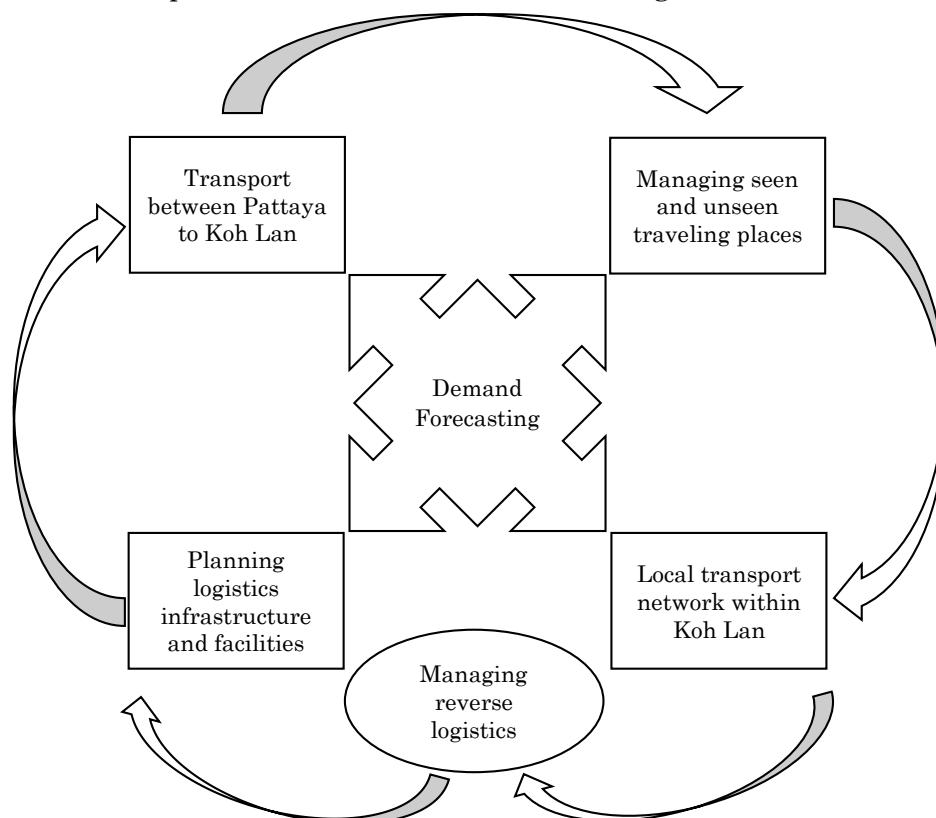 Transport
between Pattaya
to Koh Lan
Managing seen
and unseen
traveling places
Demand
Forecasting
Planning
logistics
infrastructure
and facilities
Managing
reverse
logistics
Local transport
network within
Koh Lan